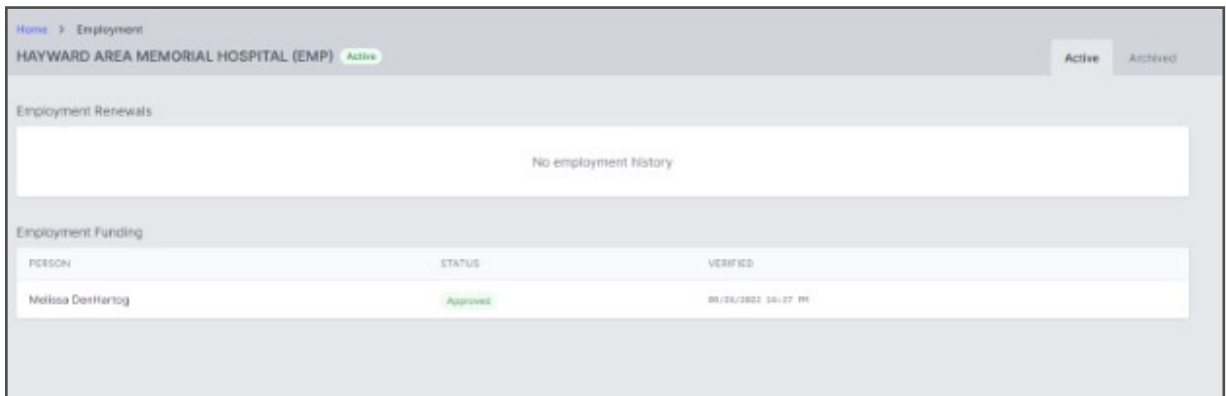 Home > Employment
HAYWARD AREA MEMORIAL HOSPITAL (EMP) Active
Active Archived
Employment Renewals
No employment history
Employment Funding
PERSON STATUS VERIFIED
Melissa DenHartog Approved PM